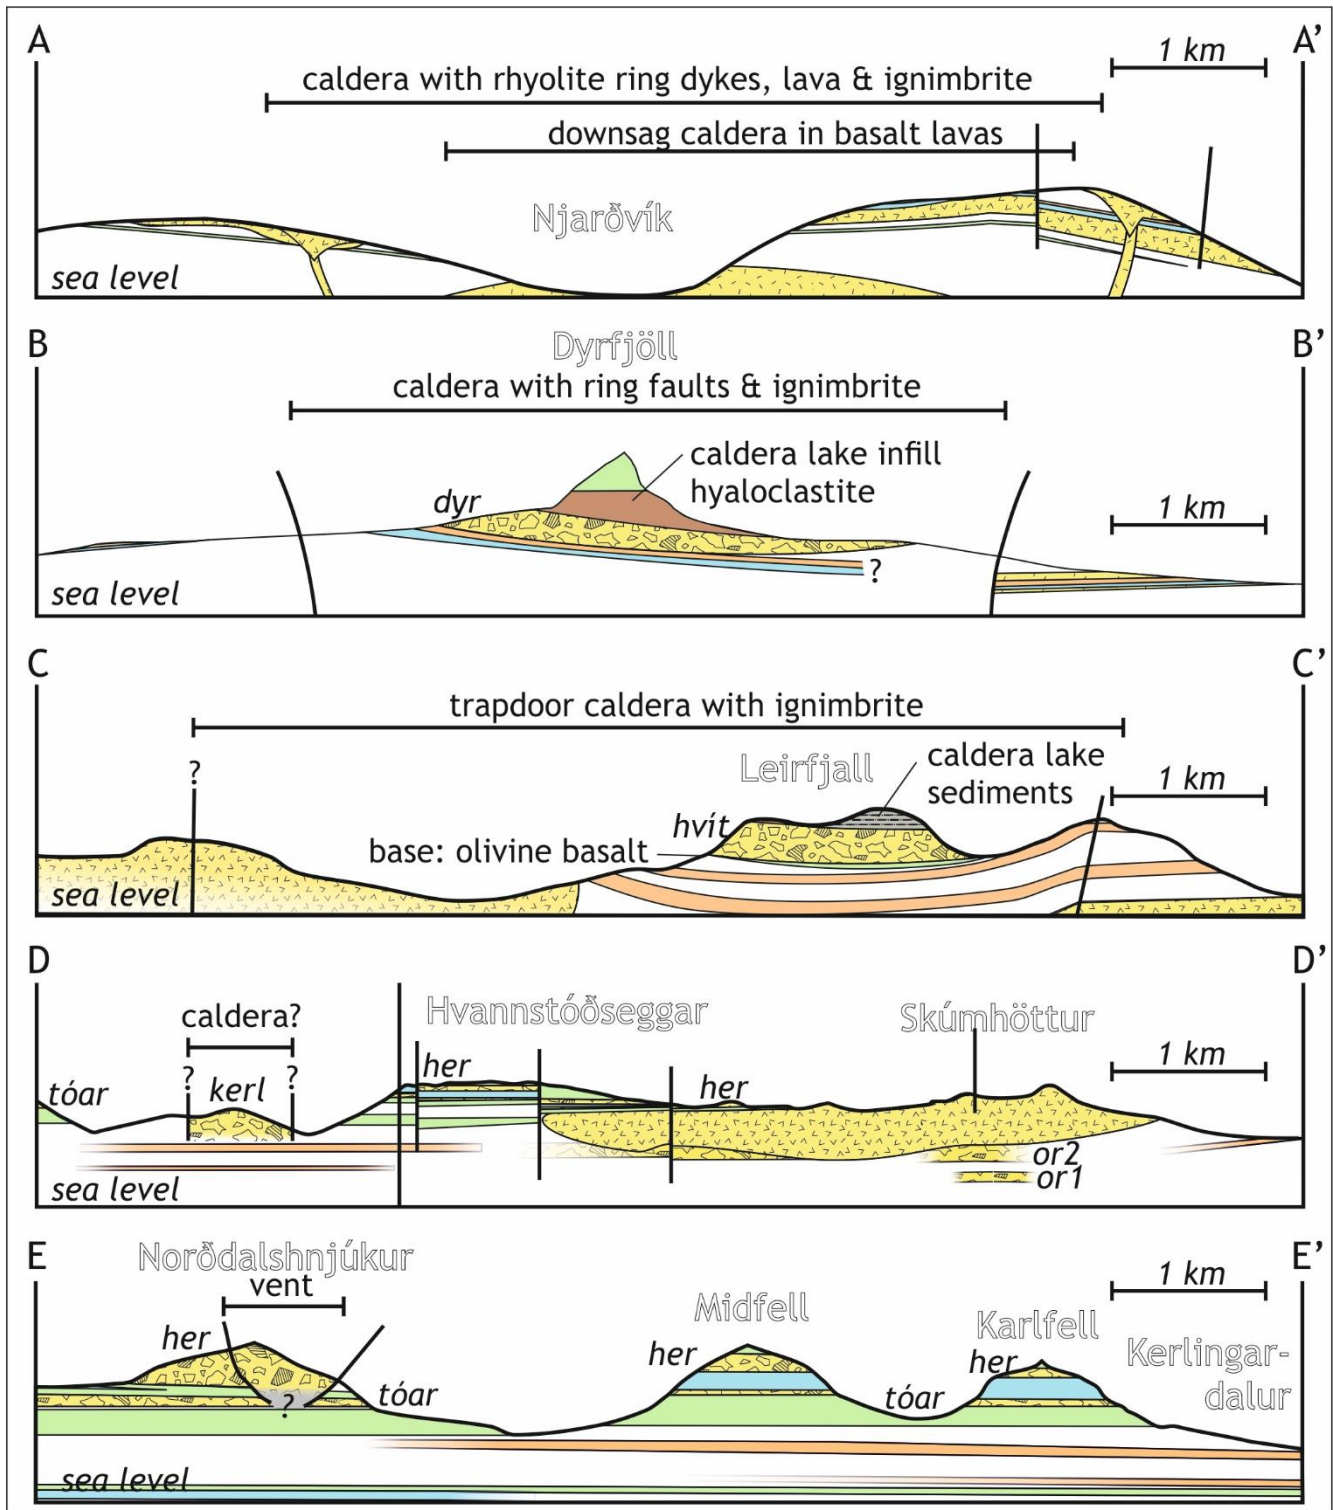 A
A'
1 km
caldera with rhyolite ring dykes, lava & ignimbrite
downsag caldera in basalt lavas
Njarðvík
sea level
B
B'
Dyrfjöll
caldera with ring faults & ignimbrite
caldera lake infill
hyaloclastite
dyr
1 km
?
sea level
C
C'
trapdoor caldera with ignimbrite
Leirfjall
caldera lake
sediments
1 km
?
hvít
base: olivine basalt
sea level
D
D'
caldera?
Hvannstóðseggar
Skúmhöttur
1 km
? kerl ?
tóar
her
her
or2
or1
sea level
E
E'
Norðdalshnjúkur
vent
1 km
Midfell
Karlfell
her
her
her
Kerlingar-
dalur
tóar
tóar
?
sea level